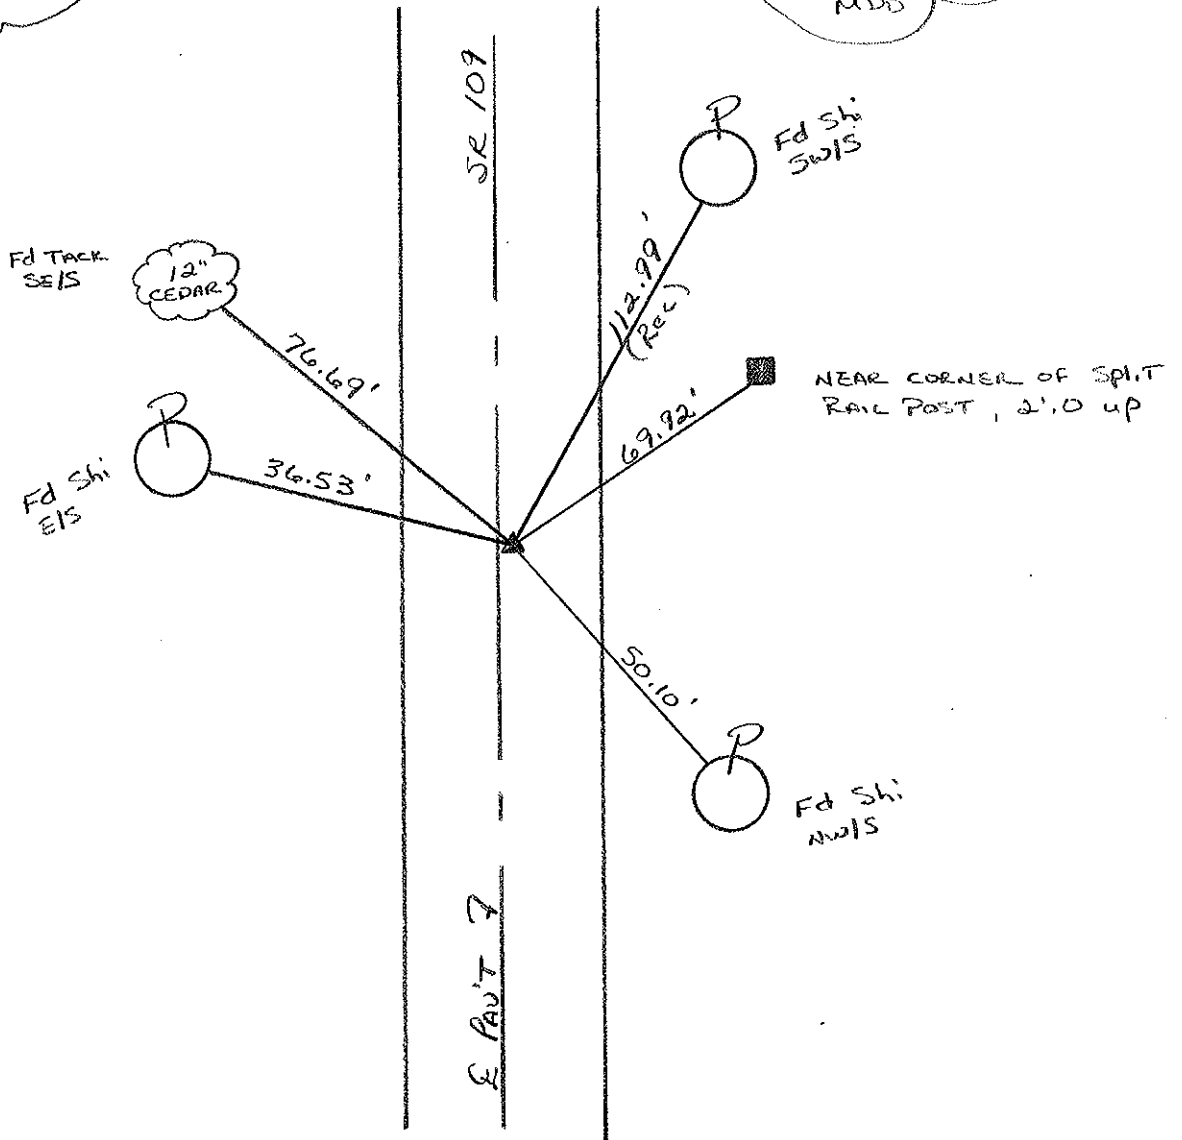 MDD
SR 109
P
Fd Shi
SW/S
112.99'
(REC)
Fd TACK
SE/S
12"
CEDAR
76.69'
NEAR CORNER OF SPLIT
RAIL POST, 2'.0 up
69.92'
P
Fd Shi
E/S
36.53'
50.10'
P
Fd Shi
NW/S
℄ PAV'T